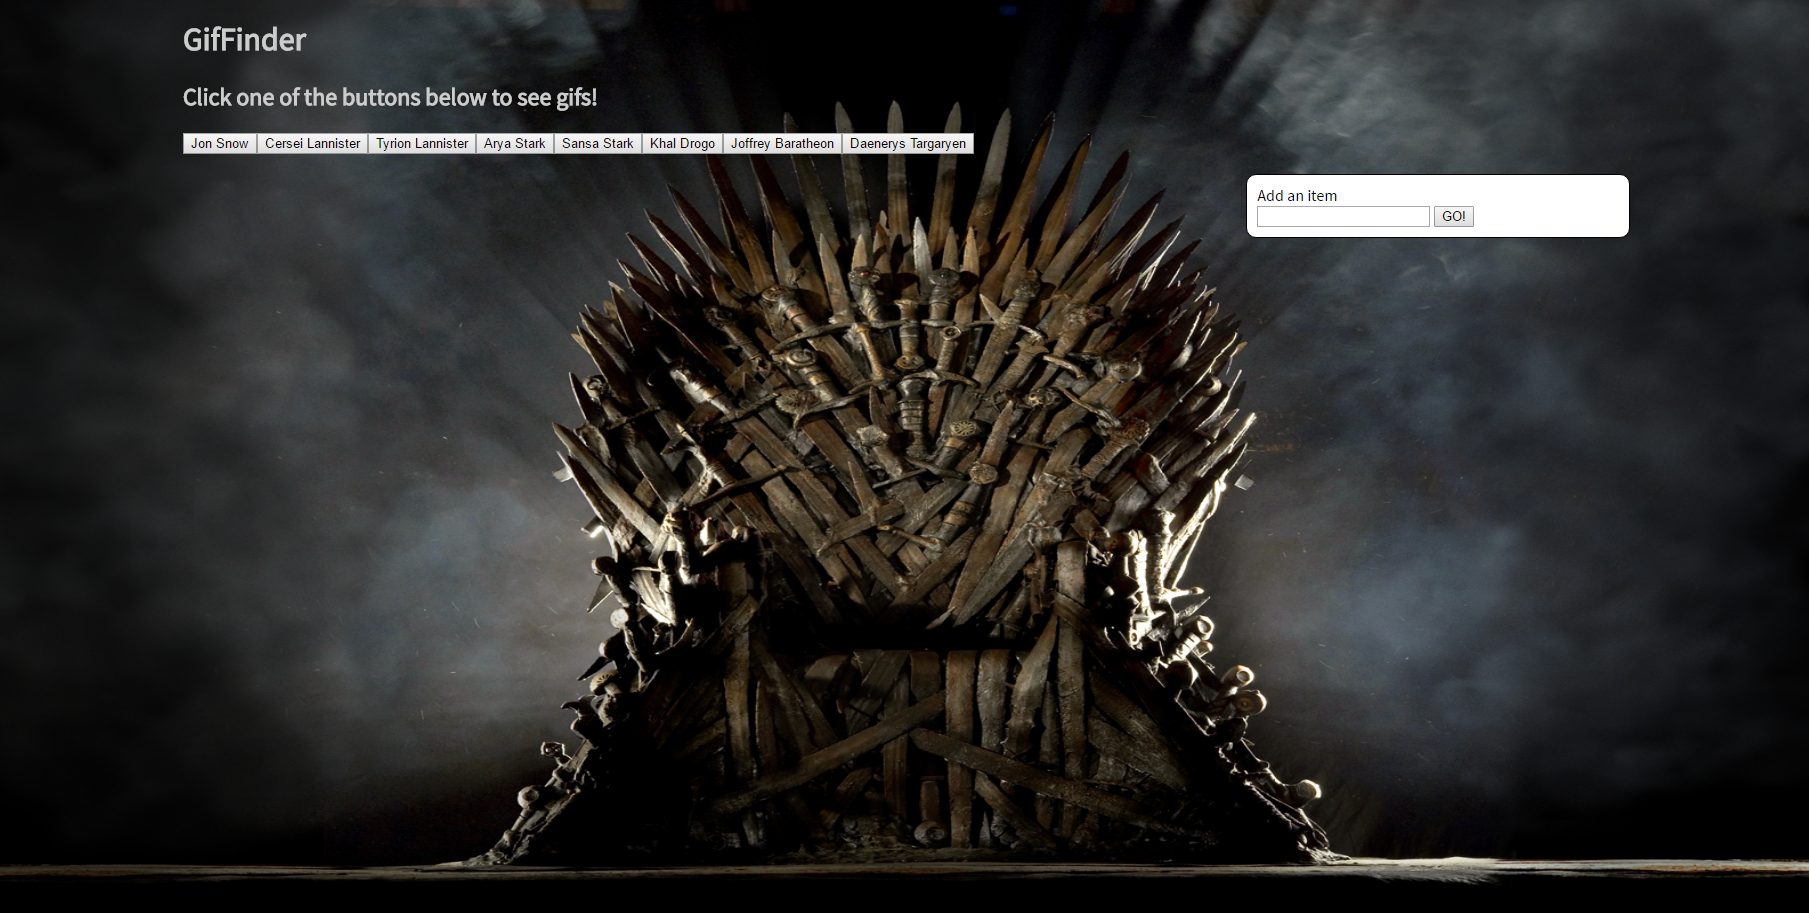 GifFinder
Click one of the buttons below to see gifs!
Jon Snow Cersei Lannister Tyrion Lannister Arya Stark Sansa Stark Khal Drogo Joffrey Baratheon Daenerys Targaryen
Add an item
GO!